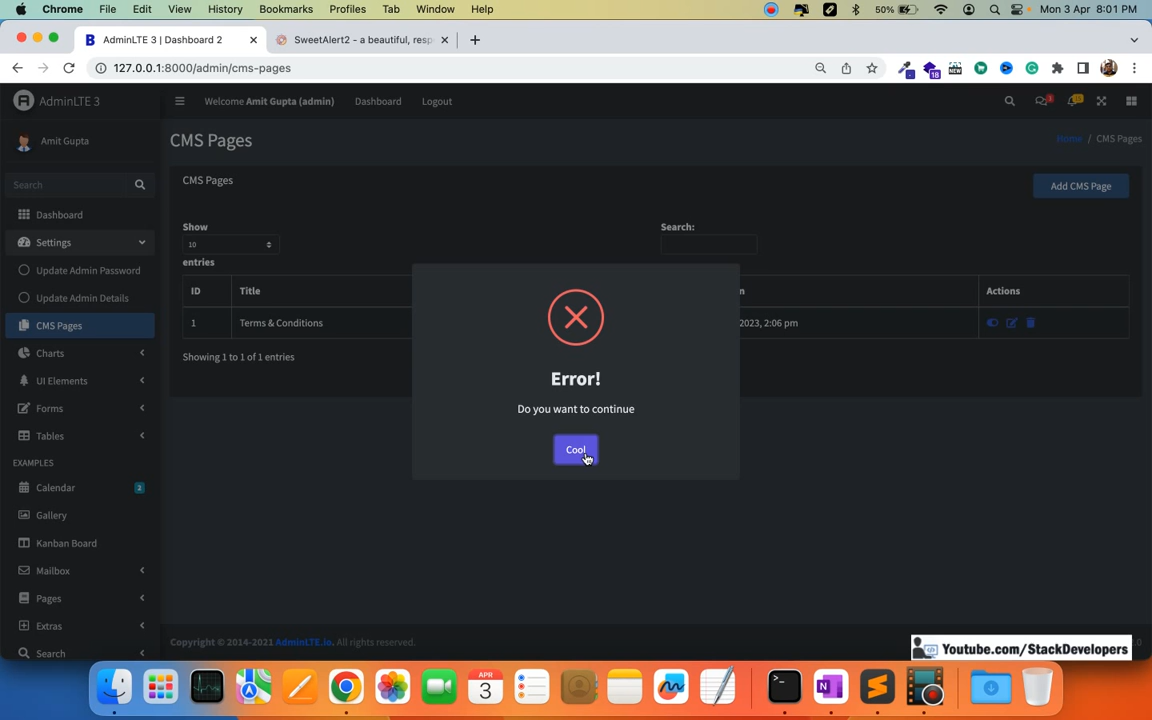 Chrome File Edit View History Bookmarks Profiles Tab Window Help 50% Mon 3 Apr 8:01 PM
B AdminLTE 3 | Dashboard 2 SweetAlert2 - a beautiful, resp
127.0.0.1:8000/admin/cms-pages 18 NEW
AdminLTE 3 Welcome Amit Gupta (admin) Dashboard Logout 3 15
Amit Gupta
CMS Pages
Home / CMS Pages
CMS Pages
Add CMS Page
Search
Dashboard
Settings
Update Admin Password
Update Admin Details
CMS Pages
Charts
UI Elements
Forms
Tables
EXAMPLES
Calendar 2
Gallery
Kanban Board
Mailbox
Pages
Extras
Search
Show
10
entries
Search:
ID Title Actions
1 Terms & Conditions 2023, 2:06 pm
Showing 1 to 1 of 1 entries
Error!
Do you want to continue
Cool
Copyright © 2014-2021 AdminLTE.io. All rights reserved.
Youtube.com/StackDevelopers
APR
3